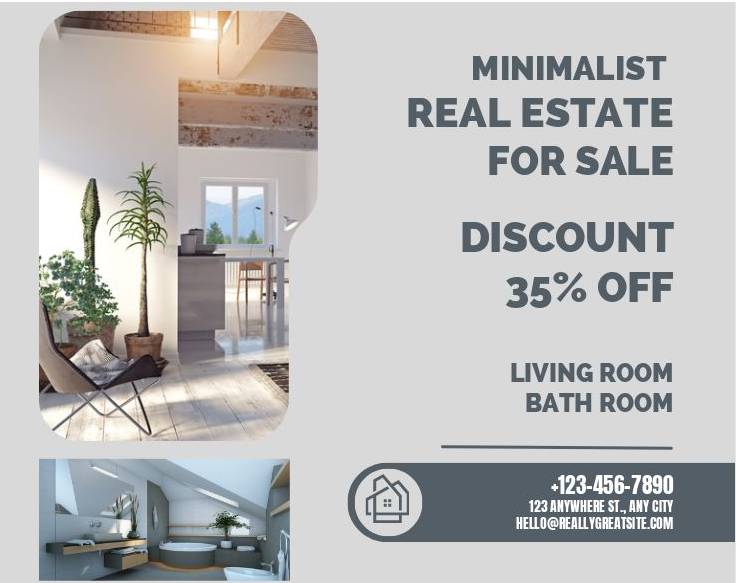 MINIMALIST
REAL ESTATE
FOR SALE
DISCOUNT
35% OFF
LIVING ROOM
BATH ROOM
+123-456-7890
123 ANYWHERE ST., ANY CITY
HELLO@REALLYGREATSITE.COM